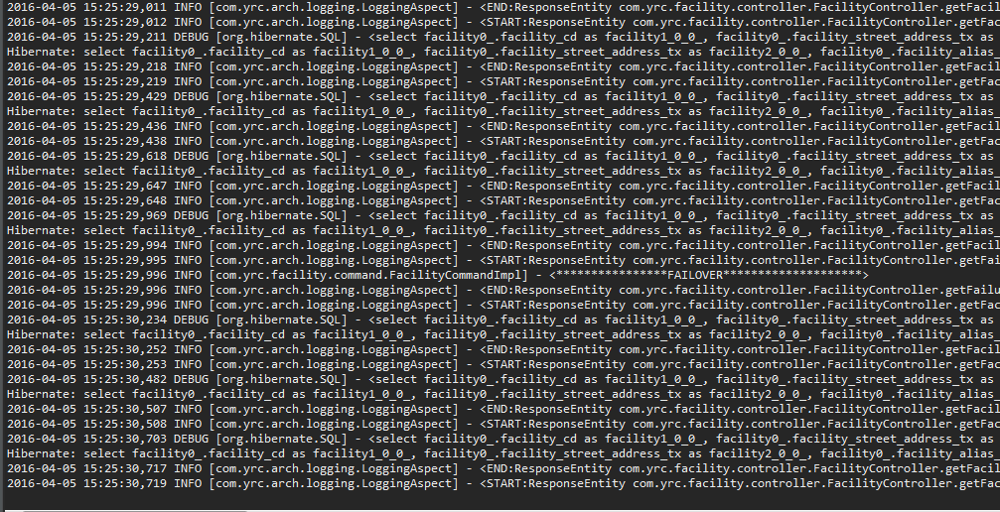 2016-04-05 15:25:29,011 INFO [com.yrc.arch.logging.LoggingAspect] - <END:ResponseEntity com.yrc.facility.controller.FacilityController.getFacil
2016-04-05 15:25:29,012 INFO [com.yrc.arch.logging.LoggingAspect] - <START:ResponseEntity com.yrc.facility.controller.FacilityController.getFac
2016-04-05 15:25:29,211 DEBUG [org.hibernate.SQL] - <select facility0_.facility_cd as facility1_0_0_, facility0_.facility_street_address_tx as
Hibernate: select facility0_.facility_cd as facility1_0_0_, facility0_.facility_street_address_tx as facility2_0_0_, facility0_.facility_alias_
2016-04-05 15:25:29,218 INFO [com.yrc.arch.logging.LoggingAspect] - <END:ResponseEntity com.yrc.facility.controller.FacilityController.getFacil
2016-04-05 15:25:29,219 INFO [com.yrc.arch.logging.LoggingAspect] - <START:ResponseEntity com.yrc.facility.controller.FacilityController.getFac
2016-04-05 15:25:29,429 DEBUG [org.hibernate.SQL] - <select facility0_.facility_cd as facility1_0_0_, facility0_.facility_street_address_tx as
Hibernate: select facility0_.facility_cd as facility1_0_0_, facility0_.facility_street_address_tx as facility2_0_0_, facility0_.facility_alias_
2016-04-05 15:25:29,436 INFO [com.yrc.arch.logging.LoggingAspect] - <END:ResponseEntity com.yrc.facility.controller.FacilityController.getFacil
2016-04-05 15:25:29,438 INFO [com.yrc.arch.logging.LoggingAspect] - <START:ResponseEntity com.yrc.facility.controller.FacilityController.getFac
2016-04-05 15:25:29,618 DEBUG [org.hibernate.SQL] - <select facility0_.facility_cd as facility1_0_0_, facility0_.facility_street_address_tx as
Hibernate: select facility0_.facility_cd as facility1_0_0_, facility0_.facility_street_address_tx as facility2_0_0_, facility0_.facility_alias_
2016-04-05 15:25:29,647 INFO [com.yrc.arch.logging.LoggingAspect] - <END:ResponseEntity com.yrc.facility.controller.FacilityController.getFacil
2016-04-05 15:25:29,648 INFO [com.yrc.arch.logging.LoggingAspect] - <START:ResponseEntity com.yrc.facility.controller.FacilityController.getFac
2016-04-05 15:25:29,969 DEBUG [org.hibernate.SQL] - <select facility0_.facility_cd as facility1_0_0_, facility0_.facility_street_address_tx as
Hibernate: select facility0_.facility_cd as facility1_0_0_, facility0_.facility_street_address_tx as facility2_0_0_, facility0_.facility_alias_
2016-04-05 15:25:29,994 INFO [com.yrc.arch.logging.LoggingAspect] - <END:ResponseEntity com.yrc.facility.controller.FacilityController.getFacil
2016-04-05 15:25:29,995 INFO [com.yrc.arch.logging.LoggingAspect] - <START:ResponseEntity com.yrc.facility.controller.FacilityController.getFai
2016-04-05 15:25:29,996 INFO [com.yrc.facility.command.FacilityCommandImpl] - <****************FAILOVER********************>
2016-04-05 15:25:29,996 INFO [com.yrc.arch.logging.LoggingAspect] - <END:ResponseEntity com.yrc.facility.controller.FacilityController.getFailu
2016-04-05 15:25:29,996 INFO [com.yrc.arch.logging.LoggingAspect] - <START:ResponseEntity com.yrc.facility.controller.FacilityController.getFac
2016-04-05 15:25:30,234 DEBUG [org.hibernate.SQL] - <select facility0_.facility_cd as facility1_0_0_, facility0_.facility_street_address_tx as
Hibernate: select facility0_.facility_cd as facility1_0_0_, facility0_.facility_street_address_tx as facility2_0_0_, facility0_.facility_alias_
2016-04-05 15:25:30,252 INFO [com.yrc.arch.logging.LoggingAspect] - <END:ResponseEntity com.yrc.facility.controller.FacilityController.getFacil
2016-04-05 15:25:30,253 INFO [com.yrc.arch.logging.LoggingAspect] - <START:ResponseEntity com.yrc.facility.controller.FacilityController.getFac
2016-04-05 15:25:30,482 DEBUG [org.hibernate.SQL] - <select facility0_.facility_cd as facility1_0_0_, facility0_.facility_street_address_tx as
Hibernate: select facility0_.facility_cd as facility1_0_0_, facility0_.facility_street_address_tx as facility2_0_0_, facility0_.facility_alias_
2016-04-05 15:25:30,507 INFO [com.yrc.arch.logging.LoggingAspect] - <END:ResponseEntity com.yrc.facility.controller.FacilityController.getFacil
2016-04-05 15:25:30,508 INFO [com.yrc.arch.logging.LoggingAspect] - <START:ResponseEntity com.yrc.facility.controller.FacilityController.getFac
2016-04-05 15:25:30,703 DEBUG [org.hibernate.SQL] - <select facility0_.facility_cd as facility1_0_0_, facility0_.facility_street_address_tx as
Hibernate: select facility0_.facility_cd as facility1_0_0_, facility0_.facility_street_address_tx as facility2_0_0_, facility0_.facility_alias_
2016-04-05 15:25:30,717 INFO [com.yrc.arch.logging.LoggingAspect] - <END:ResponseEntity com.yrc.facility.controller.FacilityController.getFacil
2016-04-05 15:25:30,719 INFO [com.yrc.arch.logging.LoggingAspect] - <START:ResponseEntity com.yrc.facility.controller.FacilityController.getFac